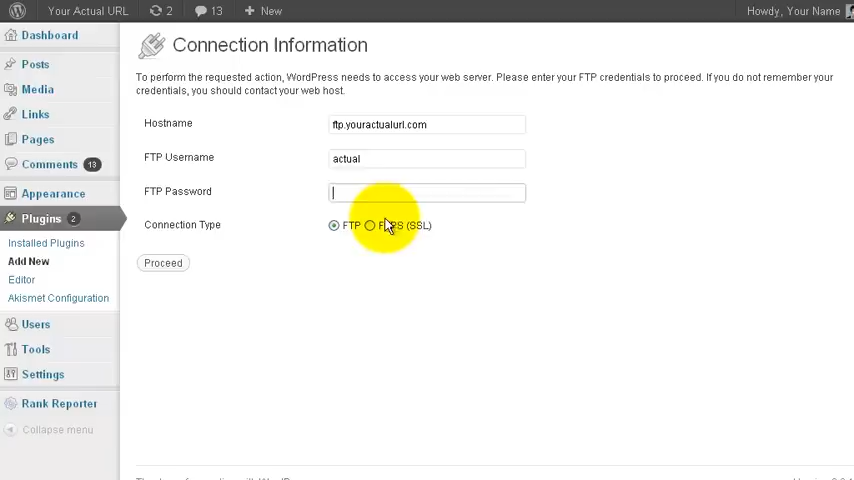 Your Actual URL 2 13 + New Howdy, Your Name
Dashboard
Posts
Media
Links
Pages
Comments 13
Appearance
Plugins 2
Installed Plugins
Add New
Editor
Akismet Configuration
Users
Tools
Settings
Rank Reporter
Collapse menu
Connection Information
To perform the requested action, WordPress needs to access your web server. Please enter your FTP credentials to proceed. If you do not remember your
credentials, you should contact your web host.
Hostname ftp.youractualurl.com
FTP Username actual
FTP Password
Connection Type FTP FTPS (SSL)
Proceed